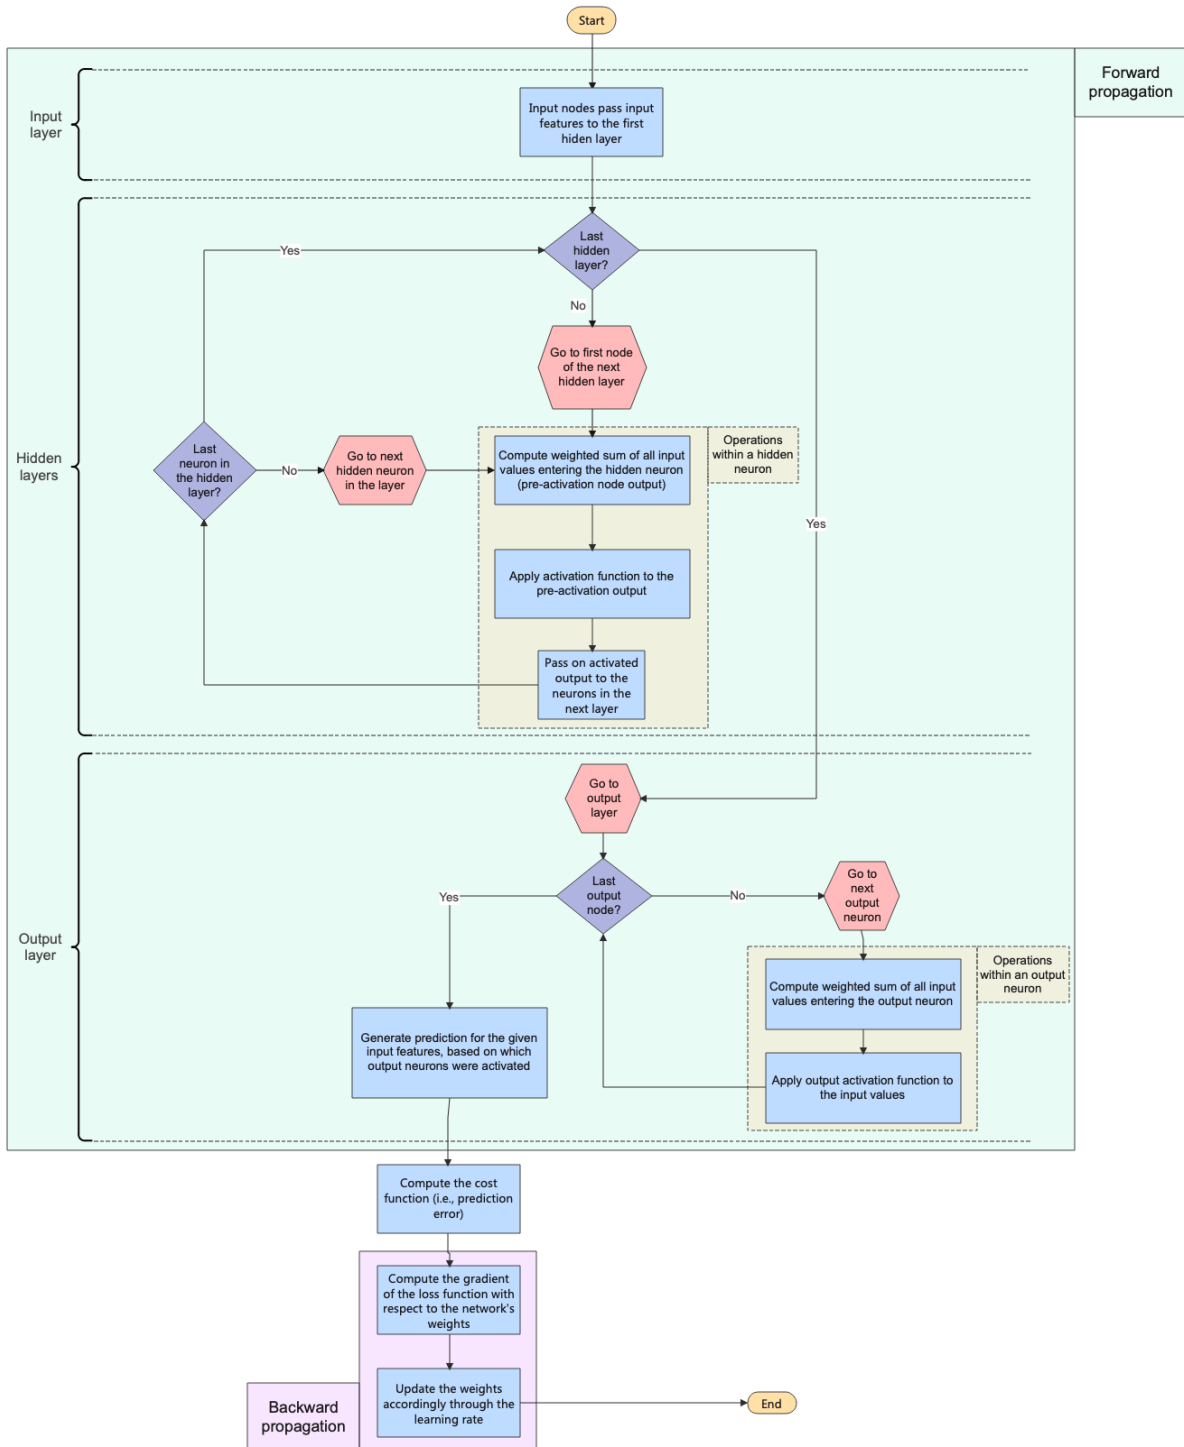 Start
Forward
propagation
Input
layer
Input nodes pass input
features to the first
hiden layer
Last
hidden
layer?
Yes
No
Go to first node
of the next
hidden layer
Hidden
layers
Last
neuron in
the hidden
layer?
No
Go to next
hidden neuron
in the layer
Compute weighted sum of all input
values entering the hidden neuron
(pre-activation node output)
Operations
within a hidden
neuron
Yes
Apply activation function to the
pre-activation output
Pass on activated
output to the
neurons in the
next layer
Go to
output
layer
Last
output
node?
Yes
No
Go to
next
output
neuron
Output
layer
Operations
within an output
neuron
Compute weighted sum of all input
values entering the output neuron
Apply output activation function to
the input values
Generate prediction for the given
input features, based on which
output neurons were activated
Compute the cost
function (i.e., prediction
error)
Compute the gradient
of the loss function with
respect to the network's
weights
Update the weights
accordingly through the
learning rate
End
Backward
propagation